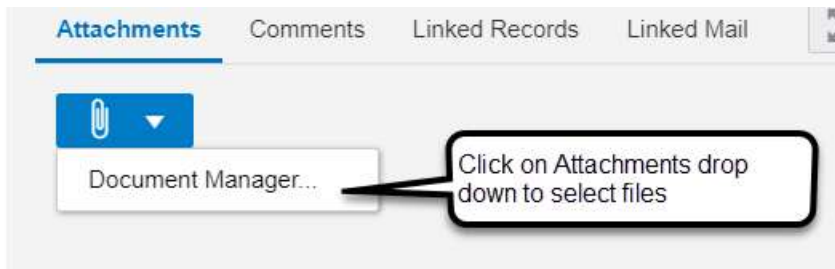 Attachments Comments Linked Records Linked Mail
Document Manager...
Click on Attachments drop
down to select files